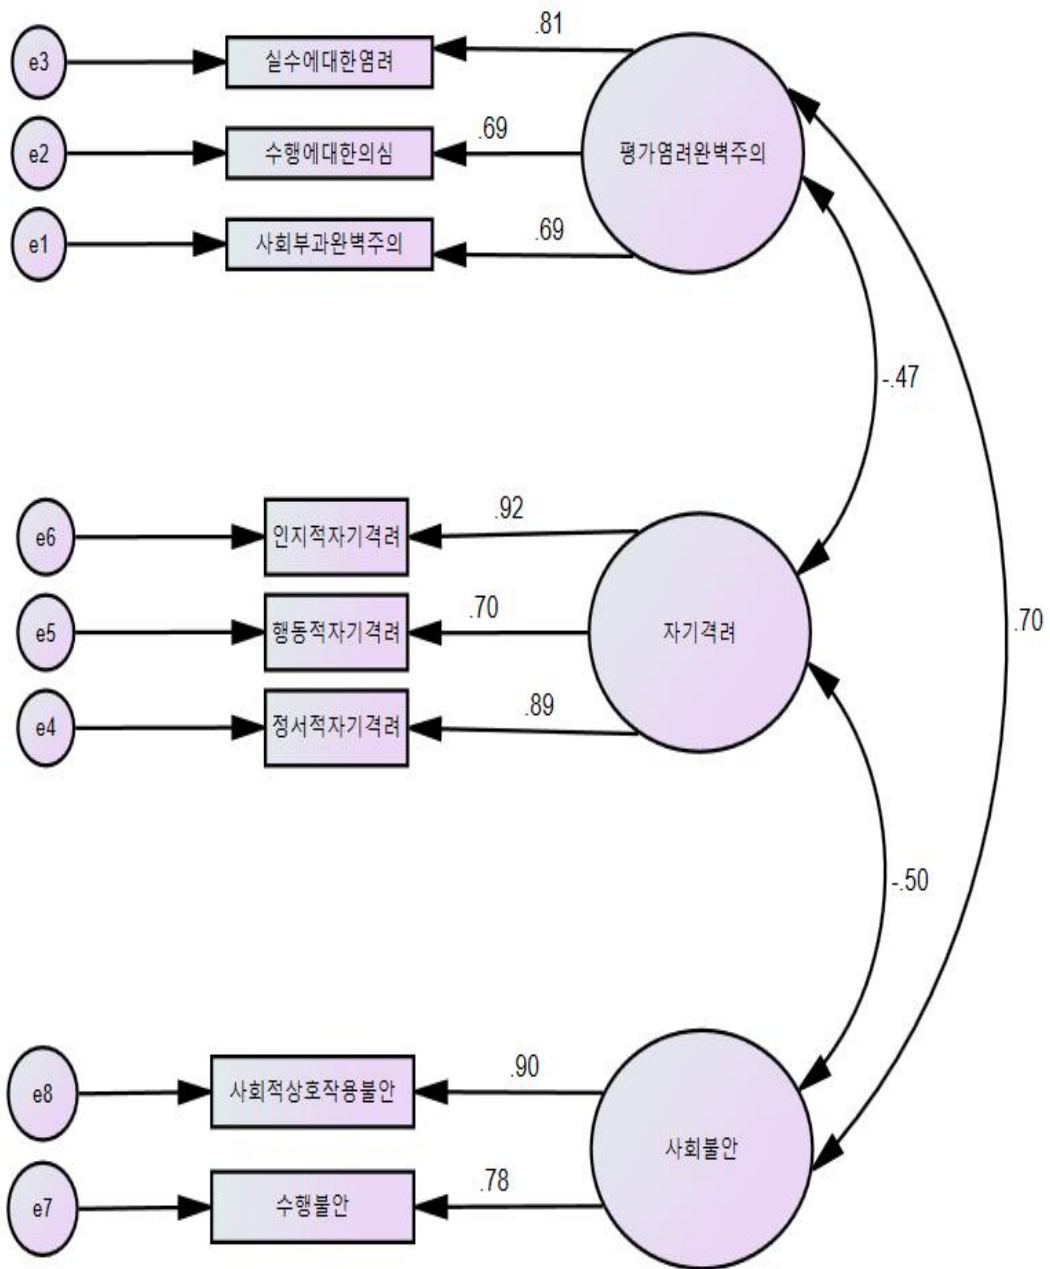 .81
e3
실수에대한염려
.69
e2
수행에대한의심
평가염려완벽주의
.69
e1
사회부과완벽주의
-.47
.92
e6
인지적자기격려
.70
e5
행동적자기격려
자기격려
.70
.89
e4
정서적자기격려
-.50
.90
e8
사회적상호작용불안
사회불안
.78
e7
수행불안